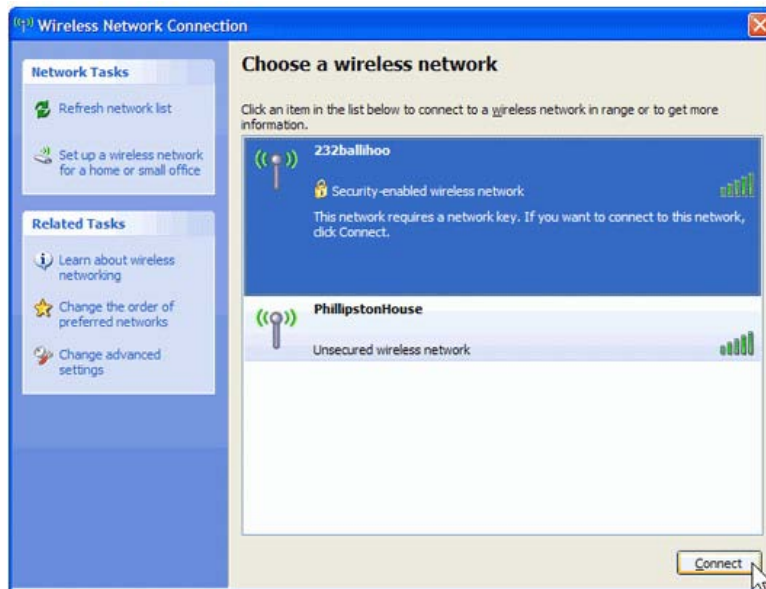 Wireless Network Connection
Network Tasks
Refresh network list
Set up a wireless network
for a home or small office
Related Tasks
Learn about wireless
networking
Change the order of
preferred networks
Change advanced
settings
Choose a wireless network
Click an item in the list below to connect to a wireless network in range or to get more
information.
232ballihoo
Security-enabled wireless network
This network requires a network key. If you want to connect to this network,
click Connect.
PhillipstonHouse
Unsecured wireless network
Connect